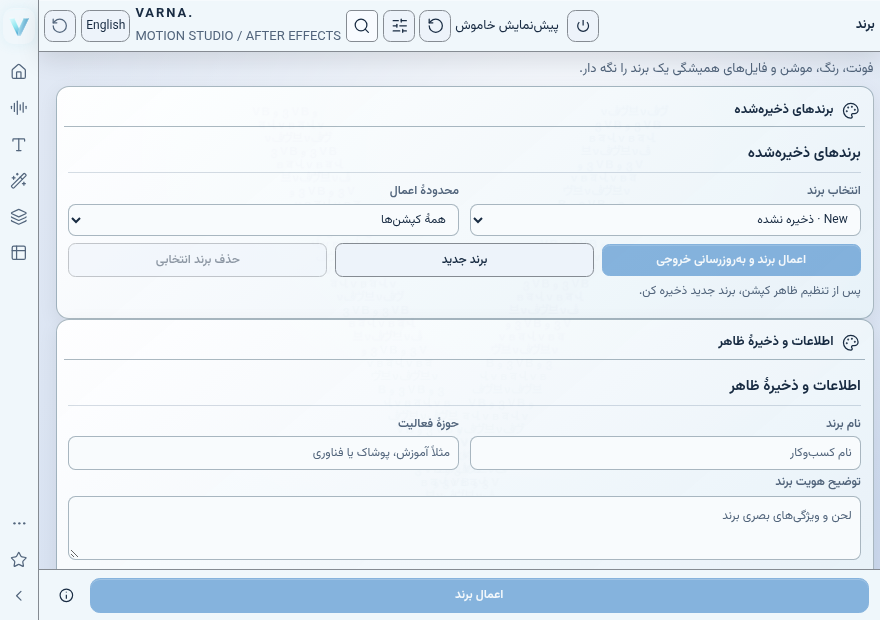 English
VARNA.
MOTION STUDIO / AFTER EFFECTS
پیش‌نمایش خاموش
برند
فونت، رنگ، موشن و فایل‌های همیشگی یک برند را نگه دار.
برندهای ذخیره‌شده
برندهای ذخیره‌شده
انتخاب برند
محدودهٔ اعمال
New · ذخیره نشده
همهٔ کپشن‌ها
اعمال برند و به‌روزرسانی خروجی
برند جدید
حذف برند انتخابی
پس از تنظیم ظاهر کپشن، برند جدید ذخیره کن.
اطلاعات و ذخیرهٔ ظاهر
اطلاعات و ذخیرهٔ ظاهر
نام برند
حوزهٔ فعالیت
نام کسب‌وکار
مثلاً آموزش، پوشاک یا فناوری
توضیح هویت برند
لحن و ویژگی‌های بصری برند
اعمال برند